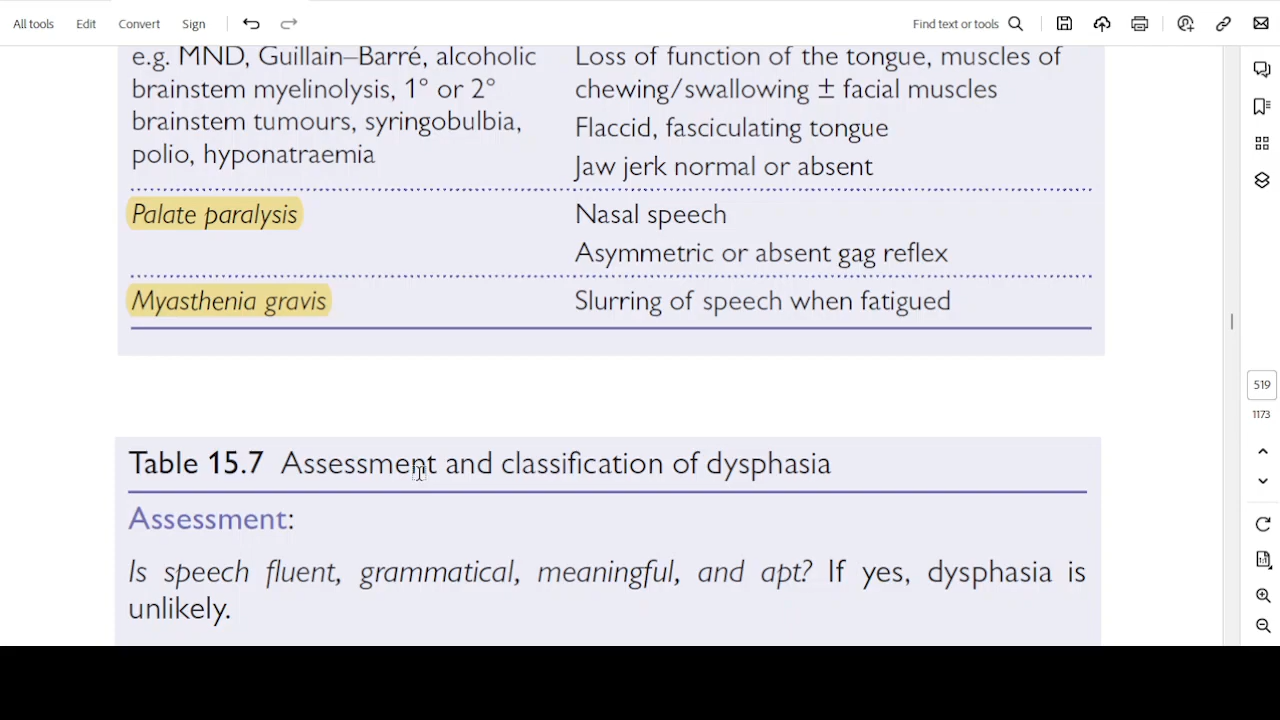 All tools Edit Convert Sign Find text or tools
e.g. MND, Guillain–Barré, alcoholic
brainstem myelinolysis, 1° or 2°
brainstem tumours, syringobulbia,
polio, hyponatraemia
Loss of function of the tongue, muscles of
chewing/swallowing ± facial muscles
Flaccid, fasciculating tongue
Jaw jerk normal or absent
Palate paralysis
Nasal speech
Asymmetric or absent gag reflex
Myasthenia gravis
Slurring of speech when fatigued
Table 15.7 Assessment and classification of dysphasia
Assessment:
Is speech fluent, grammatical, meaningful, and apt? If yes, dysphasia is
unlikely.
519
1173